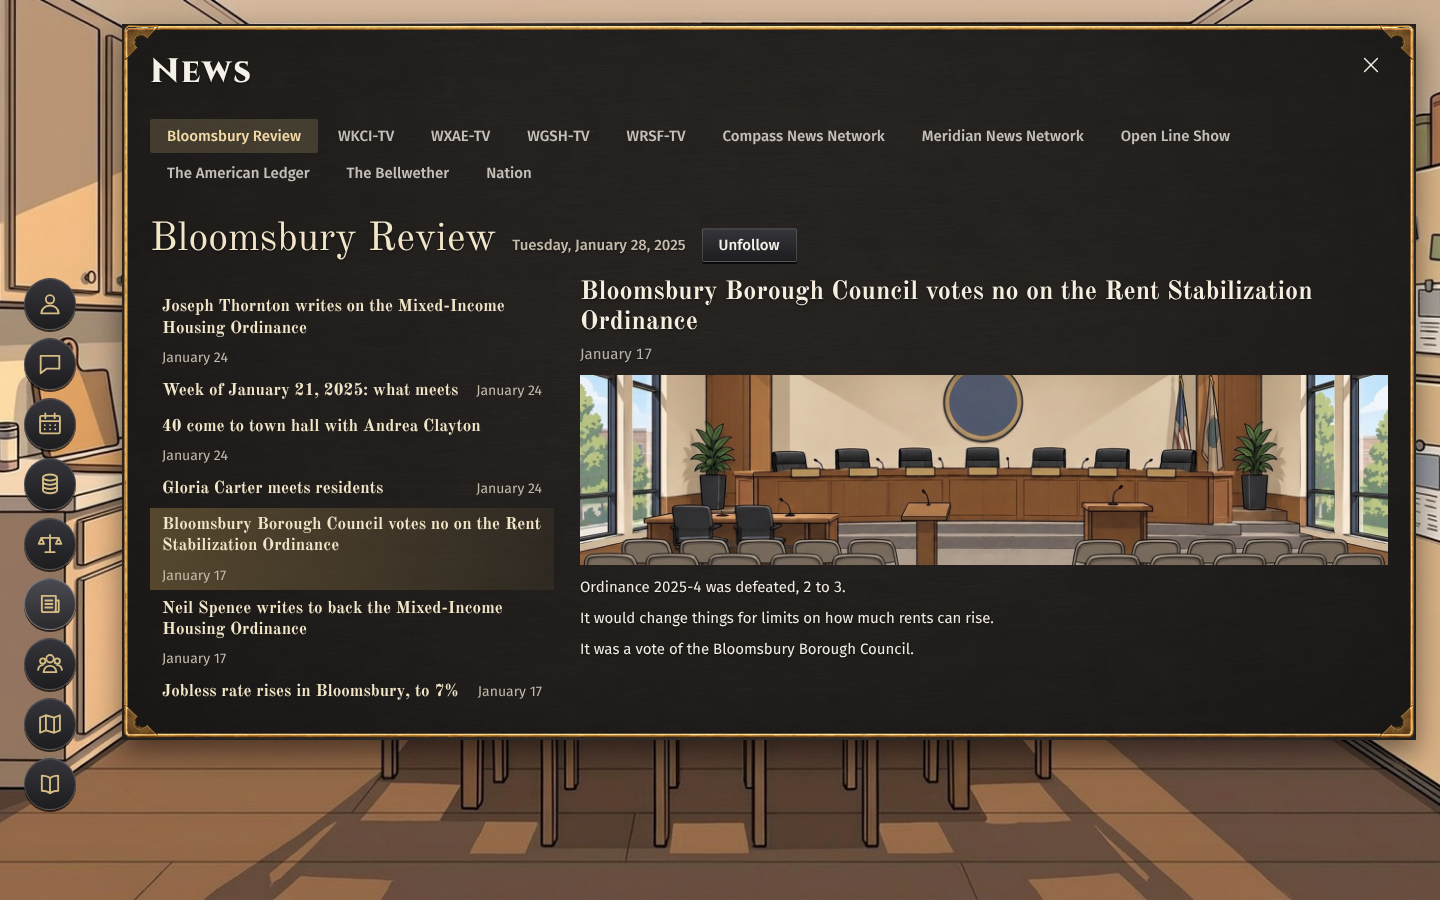 News
Bloomsbury Review
WKCI-TV
WXAE-TV
WGSH-TV
WRSF-TV
Compass News Network
Meridian News Network
Open Line Show
The American Ledger
The Bellwether
Nation
Bloomsbury Review
Tuesday, January 28, 2025
Unfollow
Joseph Thornton writes on the Mixed-Income
Housing Ordinance
January 24
Week of January 21, 2025: what meets
January 24
40 come to town hall with Andrea Clayton
January 24
Gloria Carter meets residents
January 24
Bloomsbury Borough Council votes no on the Rent
Stabilization Ordinance
January 17
Neil Spence writes to back the Mixed-Income
Housing Ordinance
January 17
Jobless rate rises in Bloomsbury, to 7%
January 17
Bloomsbury Borough Council votes no on the Rent Stabilization
Ordinance
January 17
Ordinance 2025-4 was defeated, 2 to 3.
It would change things for limits on how much rents can rise.
It was a vote of the Bloomsbury Borough Council.